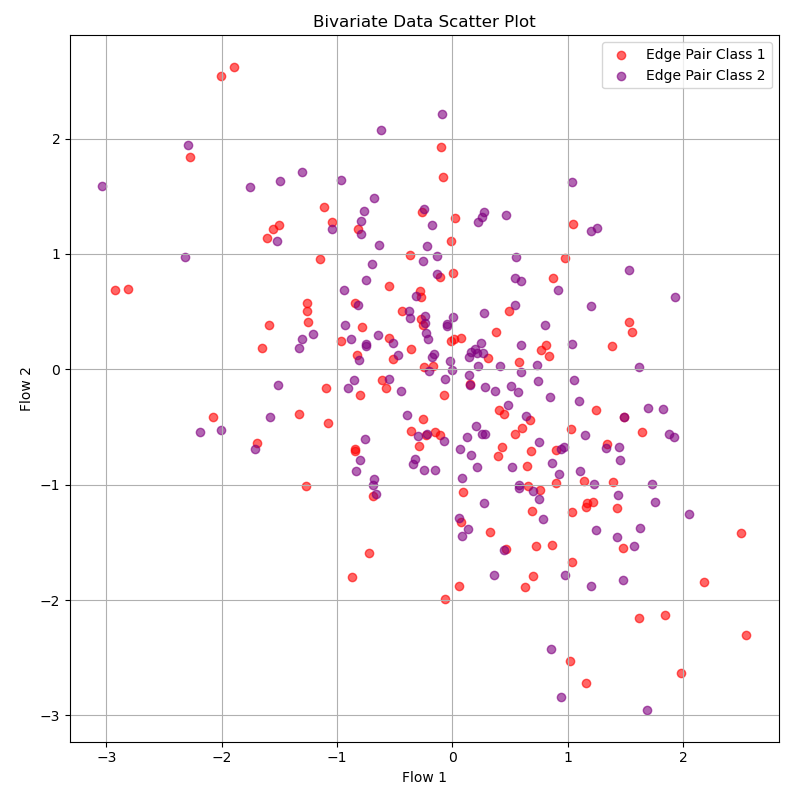 Bivariate Data Scatter Plot
Edge Pair Class 1
Edge Pair Class 2
Flow 2
2
1
0
−1
−2
−3
−3 −2 −1 0 1 2
Flow 1